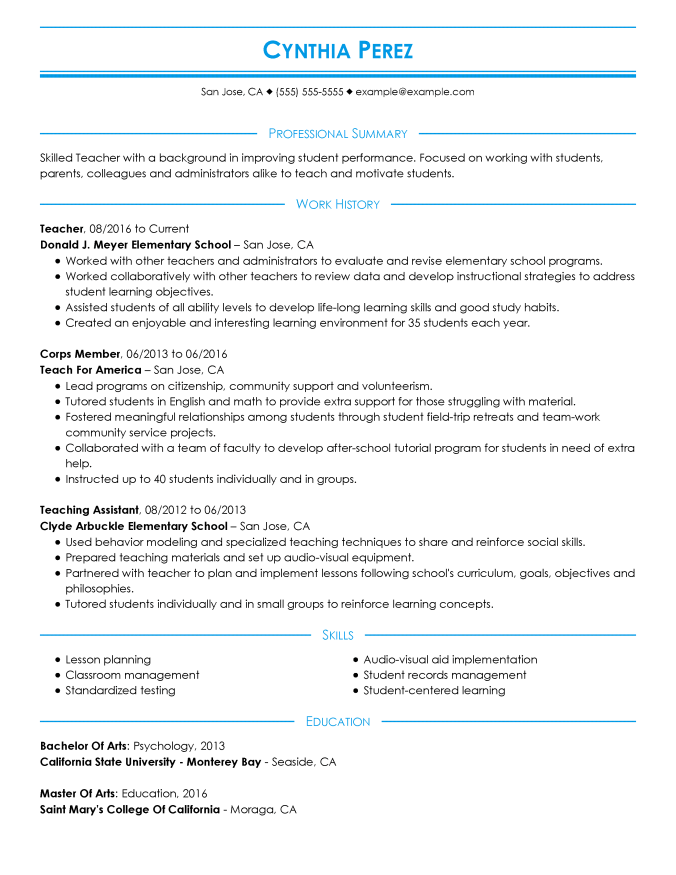 Cynthia Perez
San Jose, CA ◆ (555) 555-5555 ◆ example@example.com
Professional Summary
Skilled Teacher with a background in improving student performance. Focused on working with students,
parents, colleagues and administrators alike to teach and motivate students.
Work History
Teacher, 08/2016 to Current
Donald J. Meyer Elementary School – San Jose, CA
● Worked with other teachers and administrators to evaluate and revise elementary school programs.
● Worked collaboratively with other teachers to review data and develop instructional strategies to address
student learning objectives.
● Assisted students of all ability levels to develop life-long learning skills and good study habits.
● Created an enjoyable and interesting learning environment for 35 students each year.
Corps Member, 06/2013 to 06/2016
Teach For America – San Jose, CA
● Lead programs on citizenship, community support and volunteerism.
● Tutored students in English and math to provide extra support for those struggling with material.
● Fostered meaningful relationships among students through student field-trip retreats and team-work
community service projects.
● Collaborated with a team of faculty to develop after-school tutorial program for students in need of extra
help.
● Instructed up to 40 students individually and in groups.
Teaching Assistant, 08/2012 to 06/2013
Clyde Arbuckle Elementary School – San Jose, CA
● Used behavior modeling and specialized teaching techniques to share and reinforce social skills.
● Prepared teaching materials and set up audio-visual equipment.
● Partnered with teacher to plan and implement lessons following school's curriculum, goals, objectives and
philosophies.
● Tutored students individually and in small groups to reinforce learning concepts.
Skills
● Lesson planning
● Classroom management
● Standardized testing
● Audio-visual aid implementation
● Student records management
● Student-centered learning
Education
Bachelor Of Arts: Psychology, 2013
California State University - Monterey Bay - Seaside, CA
Master Of Arts: Education, 2016
Saint Mary's College Of California - Moraga, CA